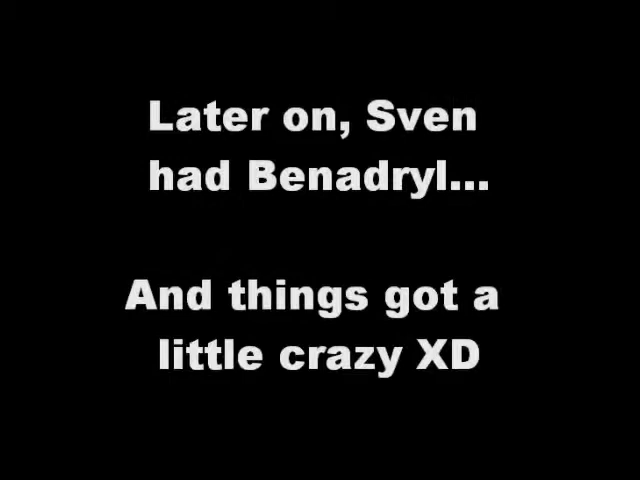 Later on, Sven
had Benadryl...
And things got a
little crazy XD